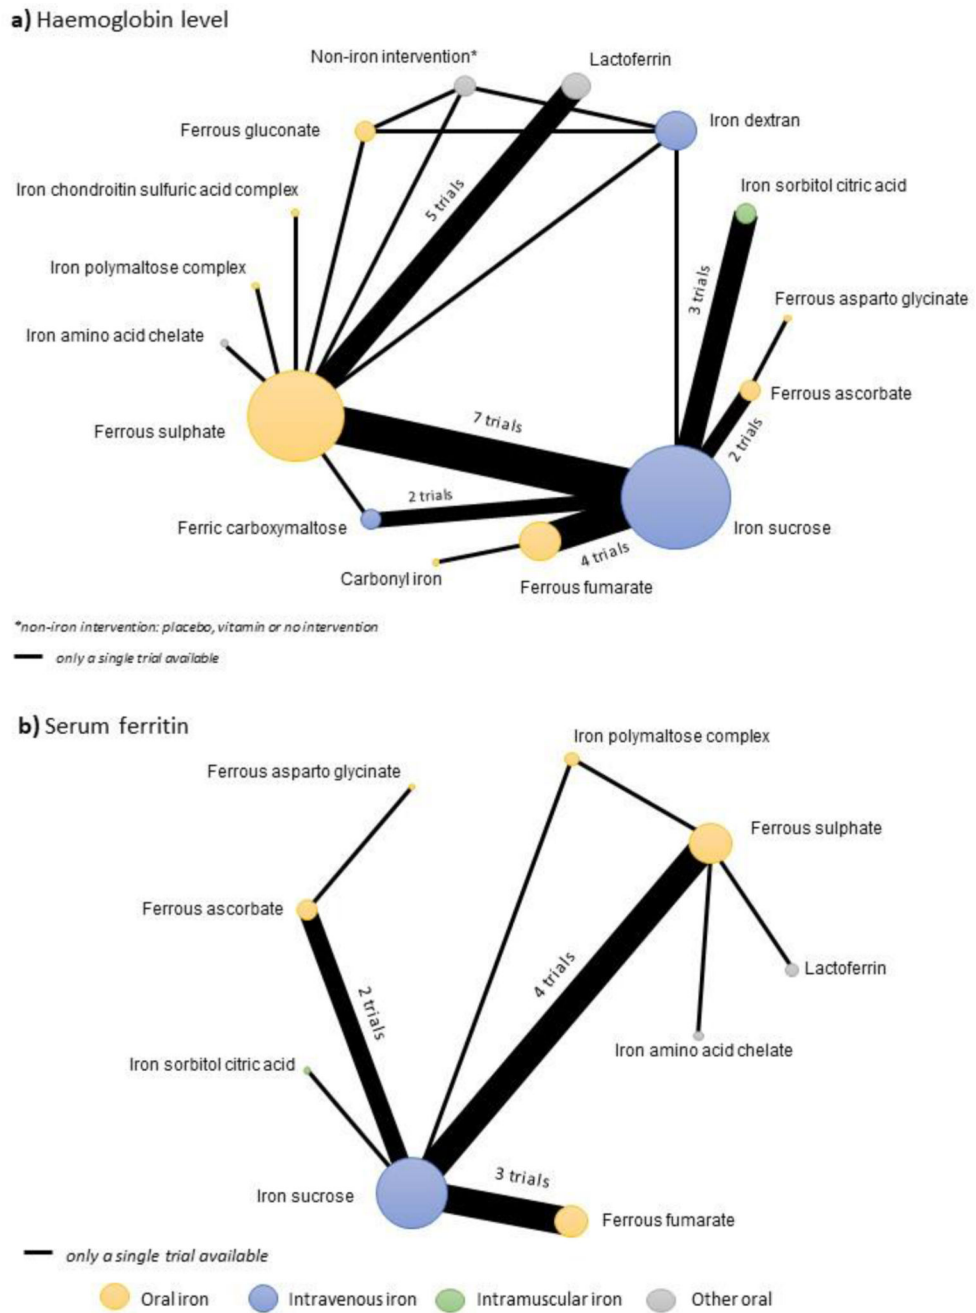 a) Haemoglobin level
Non-iron intervention*
Lactoferrin
Ferrous gluconate
Iron dextran
Iron chondroitin sulfuric acid complex
Iron sorbitol citric acid
5 trials
Iron polymaltose complex
3 trials
Ferrous asparto glycinate
Iron amino acid chelate
Ferrous ascorbate
Ferrous sulphate
7 trials
2 trials
2 trials
Ferric carboxymaltose
Iron sucrose
4 trials
Carbonyl iron
Ferrous fumarate
*non-iron intervention: placebo, vitamin or no intervention
only a single trial available
b) Serum ferritin
Iron polymaltose complex
Ferrous asparto glycinate
Ferrous sulphate
Ferrous ascorbate
4 trials
Lactoferrin
2 trials
Iron amino acid chelate
Iron sorbitol citric acid
3 trials
Iron sucrose
Ferrous fumarate
only a single trial available
Oral iron
Intravenous iron
Intramuscular iron
Other oral